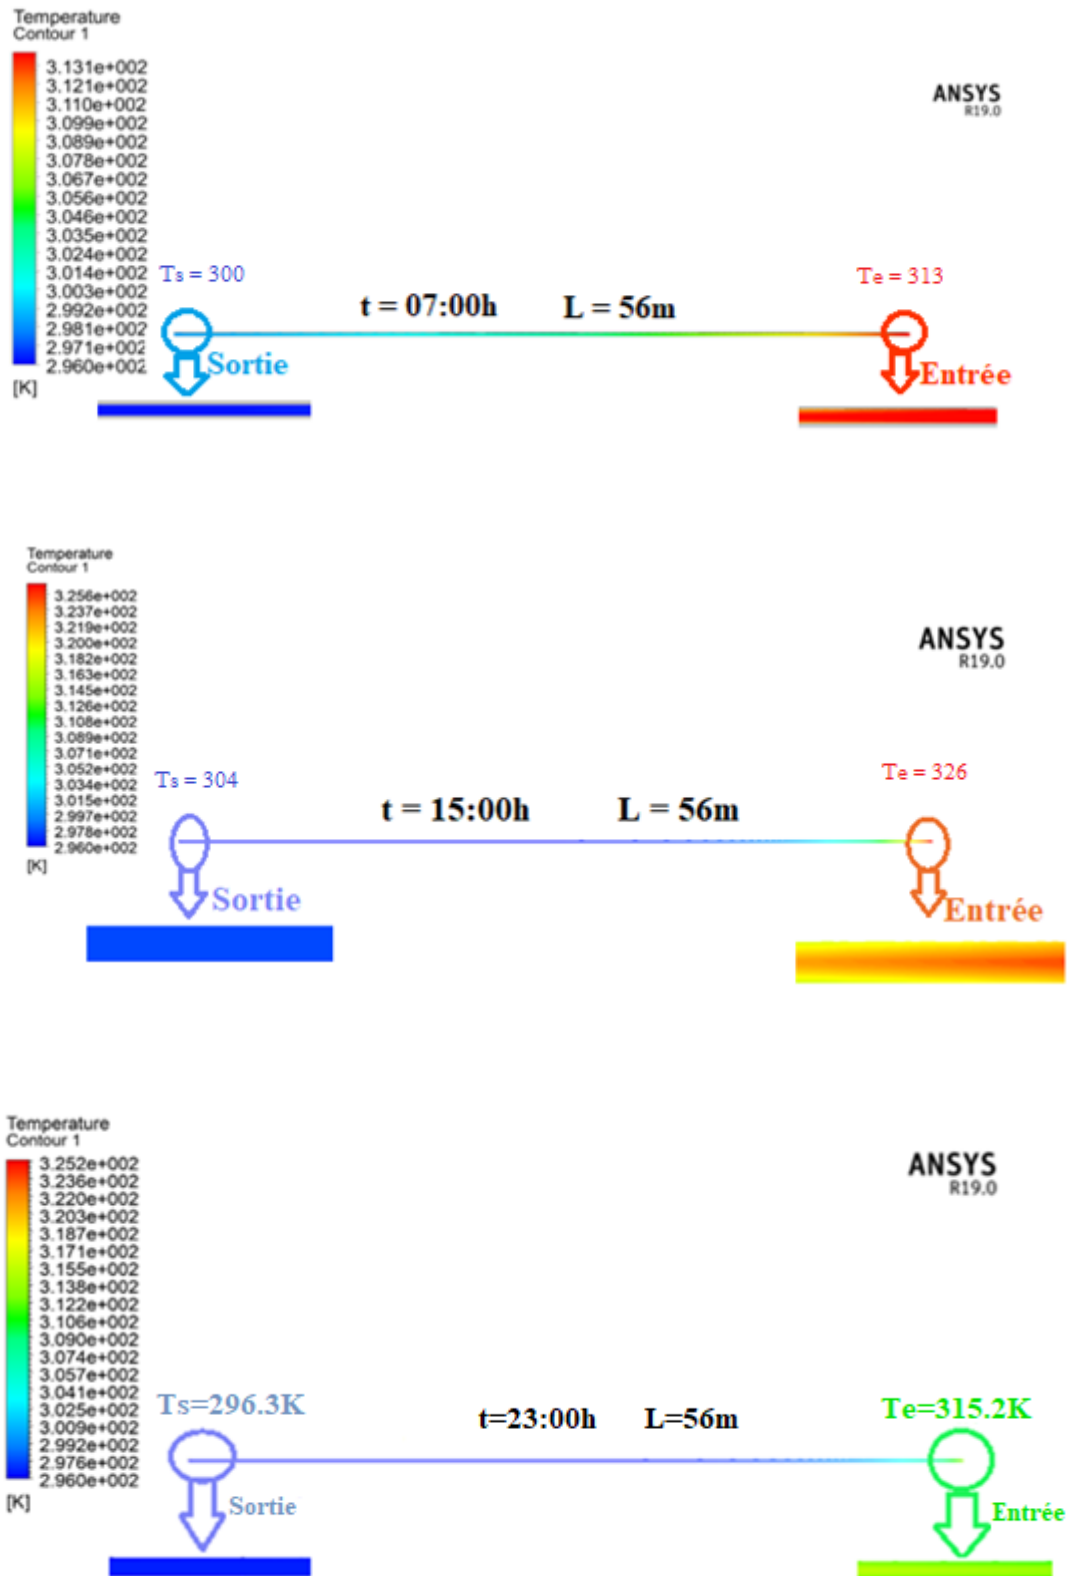 Temperature
Contour 1
3.131e+002
3.121e+002
3.110e+002
3.099e+002
3.089e+002
3.078e+002
3.067e+002
3.056e+002
3.046e+002
3.035e+002
3.024e+002
3.014e+002
3.003e+002
2.992e+002
2.981e+002
2.971e+002
2.960e+002
[K]
ANSYS
R19.0
Ts = 300
Te = 313
t = 07:00h L = 56m
Sortie
Entrée
Temperature
Contour 1
3.256e+002
3.237e+002
3.219e+002
3.200e+002
3.182e+002
3.163e+002
3.145e+002
3.126e+002
3.108e+002
3.089e+002
3.071e+002
3.052e+002
3.034e+002
3.015e+002
2.997e+002
2.978e+002
2.960e+002
[K]
ANSYS
R19.0
Ts = 304
Te = 326
t = 15:00h L = 56m
Sortie
Entrée
Temperature
Contour 1
3.252e+002
3.236e+002
3.220e+002
3.203e+002
3.187e+002
3.171e+002
3.155e+002
3.138e+002
3.122e+002
3.106e+002
3.090e+002
3.074e+002
3.057e+002
3.041e+002
3.025e+002
3.009e+002
2.992e+002
2.976e+002
2.960e+002
[K]
ANSYS
R19.0
Ts=296.3K
Te=315.2K
t=23:00h L=56m
Sortie
Entrée